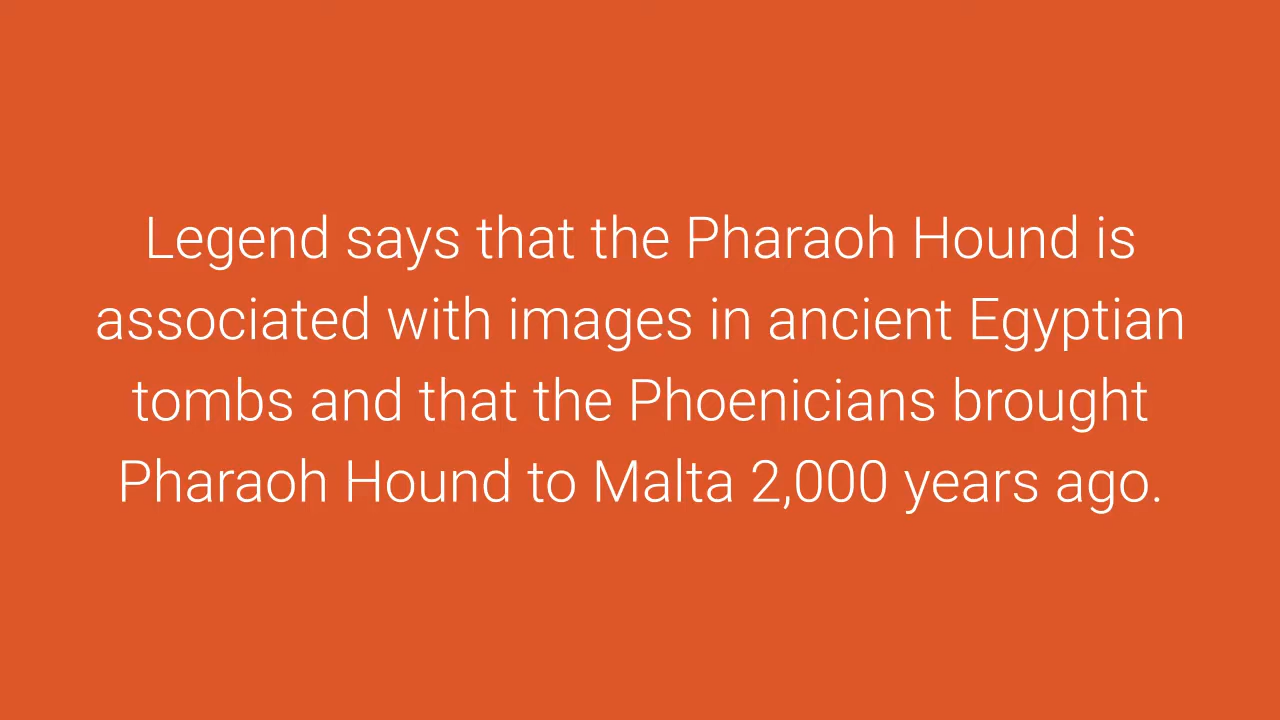 Legend says that the Pharaoh Hound is
associated with images in ancient Egyptian
tombs and that the Phoenicians brought
Pharaoh Hound to Malta 2,000 years ago.